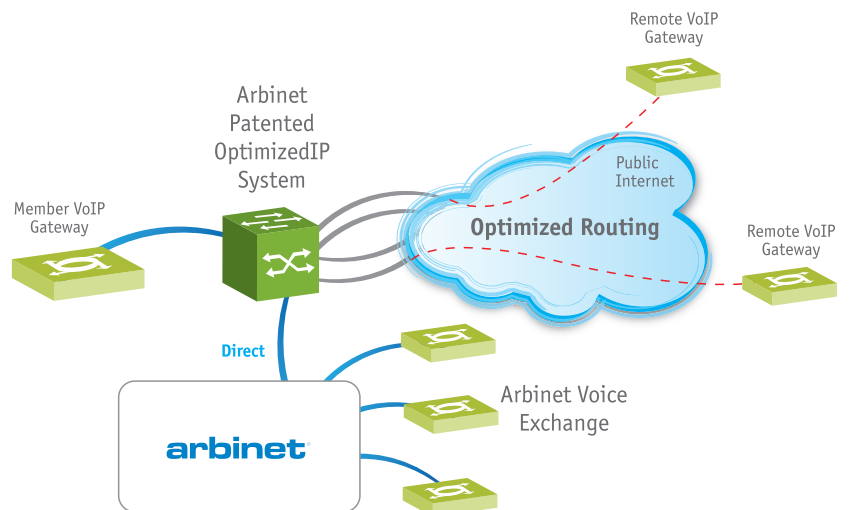 Remote VoIP
Gateway
Arbinet
Patented
OptimizedIP
System
Public
Internet
Member VoIP
Gateway
Optimized Routing
Remote VoIP
Gateway
Direct
Arbinet Voice
Exchange
arbinet